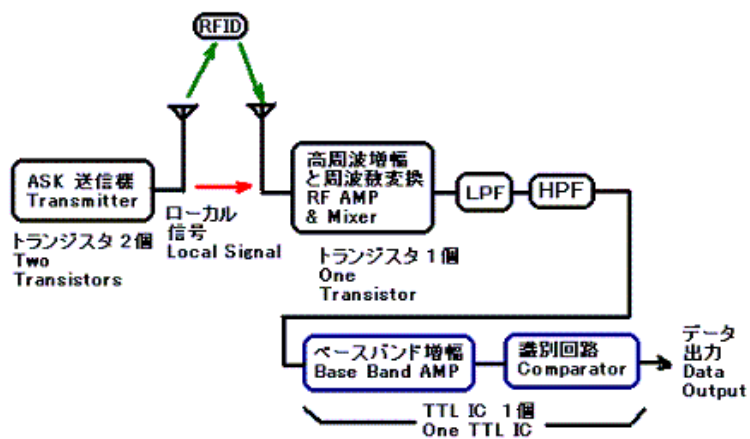 RFID
ASK 送信機
Transmitter
トランジスタ2個
Two
Transistors
ローカル
信号
Local Signal
高周波増幅
と周波数変換
RF AMP
& Mixer
トランジスタ1個
One
Transistor
LPF
HPF
ベースバンド増幅
Base Band AMP
識別回路
Comparator
データ
出力
Data
Output
TTL IC 1個
One TTL IC